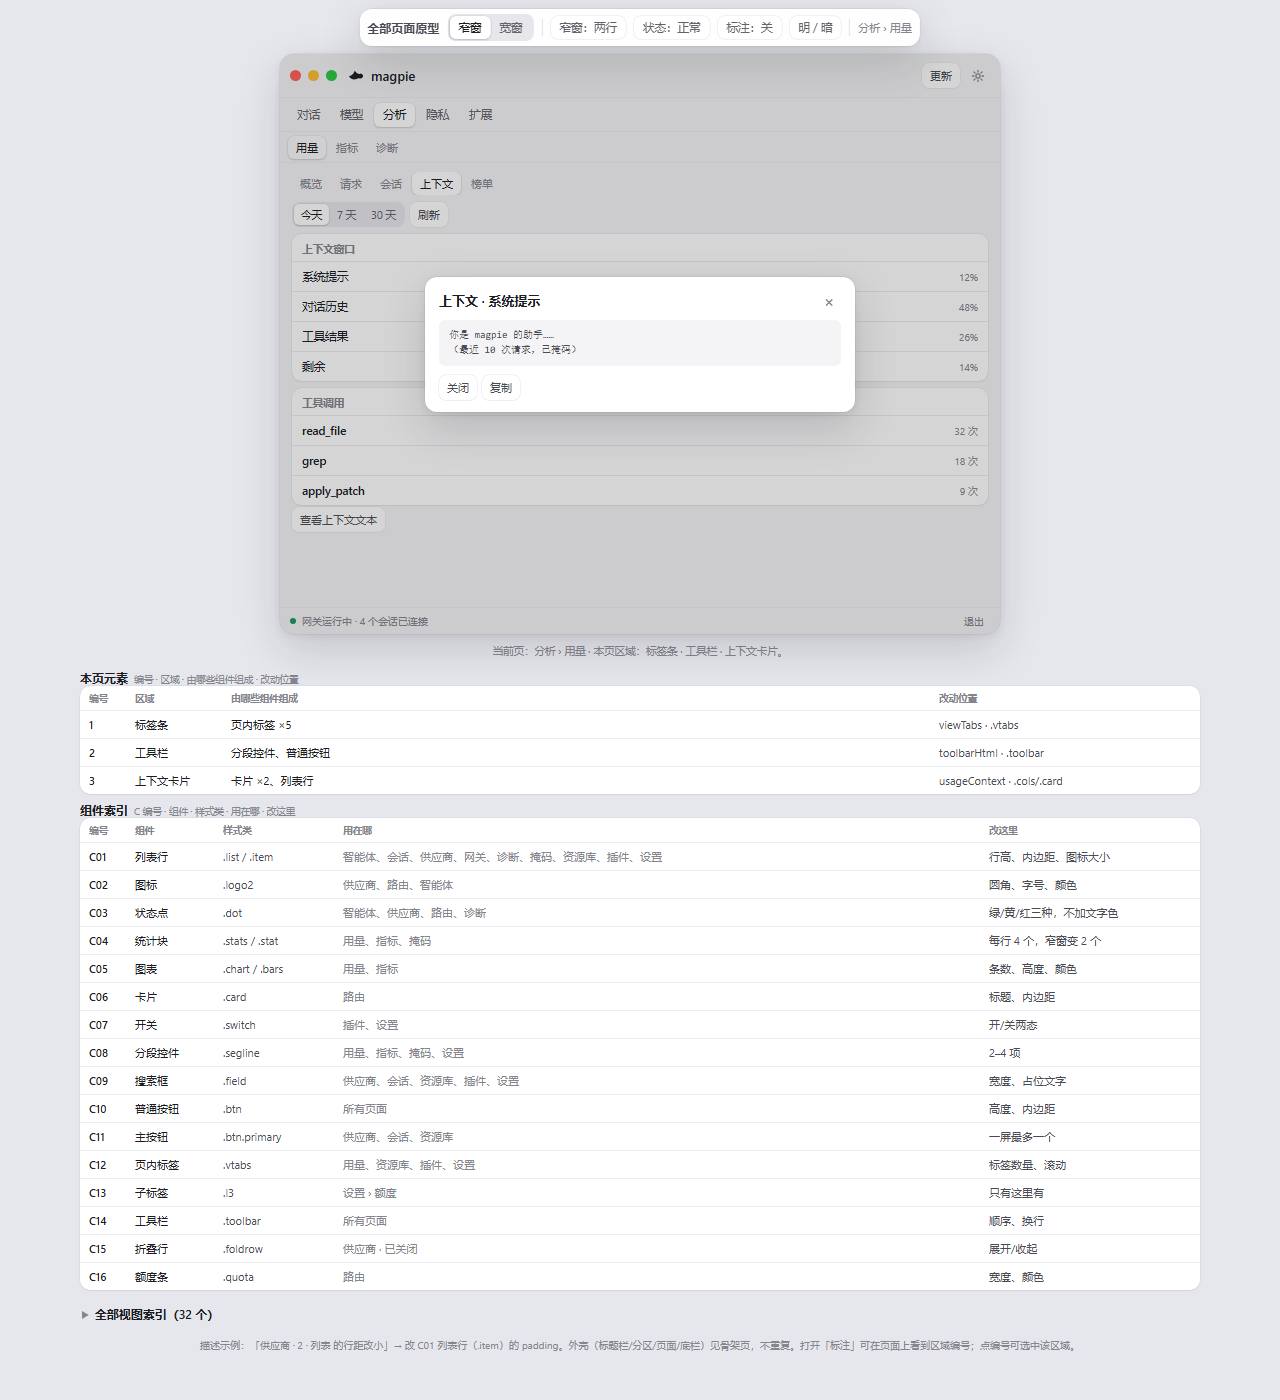 全部页面原型 窄窗 宽窗 窄窗：两行 状态：正常 标注：关 明 / 暗 分析 › 用量
magpie 更新
对话 模型 分析 隐私 扩展
用量 指标 诊断
概览 请求 会话 上下文 榜单
今天 7 天 30 天 刷新
上下文窗口
系统提示 12%
对话历史 48%
工具结果 26%
剩余 14%
上下文 · 系统提示 ×
你是 magpie 的助手……
（最近 10 次请求，已掩码）
关闭 复制
工具调用
read_file 32 次
grep 18 次
apply_patch 9 次
查看上下文文本
网关运行中 · 4 个会话已连接 退出
当前页：分析 › 用量 · 本页区域：标签条 · 工具栏 · 上下文卡片。
本页元素 编号 · 区域 · 由哪些组件组成 · 改动位置
编号 区域 由哪些组件组成 改动位置
1 标签条 页内标签 ×5 viewTabs · .vtabs
2 工具栏 分段控件、普通按钮 toolbarHtml · .toolbar
3 上下文卡片 卡片 ×2、列表行 usageContext · .cols/.card
组件索引 C 编号 · 组件 · 样式类 · 用在哪 · 改这里
编号 组件 样式类 用在哪 改这里
C01 列表行 .list / .item 智能体、会话、供应商、网关、诊断、掩码、资源库、插件、设置 行高、内边距、图标大小
C02 图标 .logo2 供应商、路由、智能体 圆角、字号、颜色
C03 状态点 .dot 智能体、供应商、路由、诊断 绿/黄/红三种，不加文字色
C04 统计块 .stats / .stat 用量、指标、掩码 每行 4 个，窄窗变 2 个
C05 图表 .chart / .bars 用量、指标 条数、高度、颜色
C06 卡片 .card 路由 标题、内边距
C07 开关 .switch 插件、设置 开/关两态
C08 分段控件 .segline 用量、指标、掩码、设置 2–4 项
C09 搜索框 .field 供应商、会话、资源库、插件、设置 宽度、占位文字
C10 普通按钮 .btn 所有页面 高度、内边距
C11 主按钮 .btn.primary 供应商、会话、资源库 一屏最多一个
C12 页内标签 .vtabs 用量、资源库、插件、设置 标签数量、滚动
C13 子标签 .l3 设置 › 额度 只有这里有
C14 工具栏 .toolbar 所有页面 顺序、换行
C15 折叠行 .foldrow 供应商 · 已关闭 展开/收起
C16 额度条 .quota 路由 宽度、颜色
▶ 全部视图索引（32 个）
描述示例：「供应商 · 2 · 列表 的行距改小」→ 改 C01 列表行（.item）的 padding。外壳（标题栏/分区/页面/底栏）见骨架页，不重复。打开「标注」可在页面上看到区域编号；点编号可选中该区域。